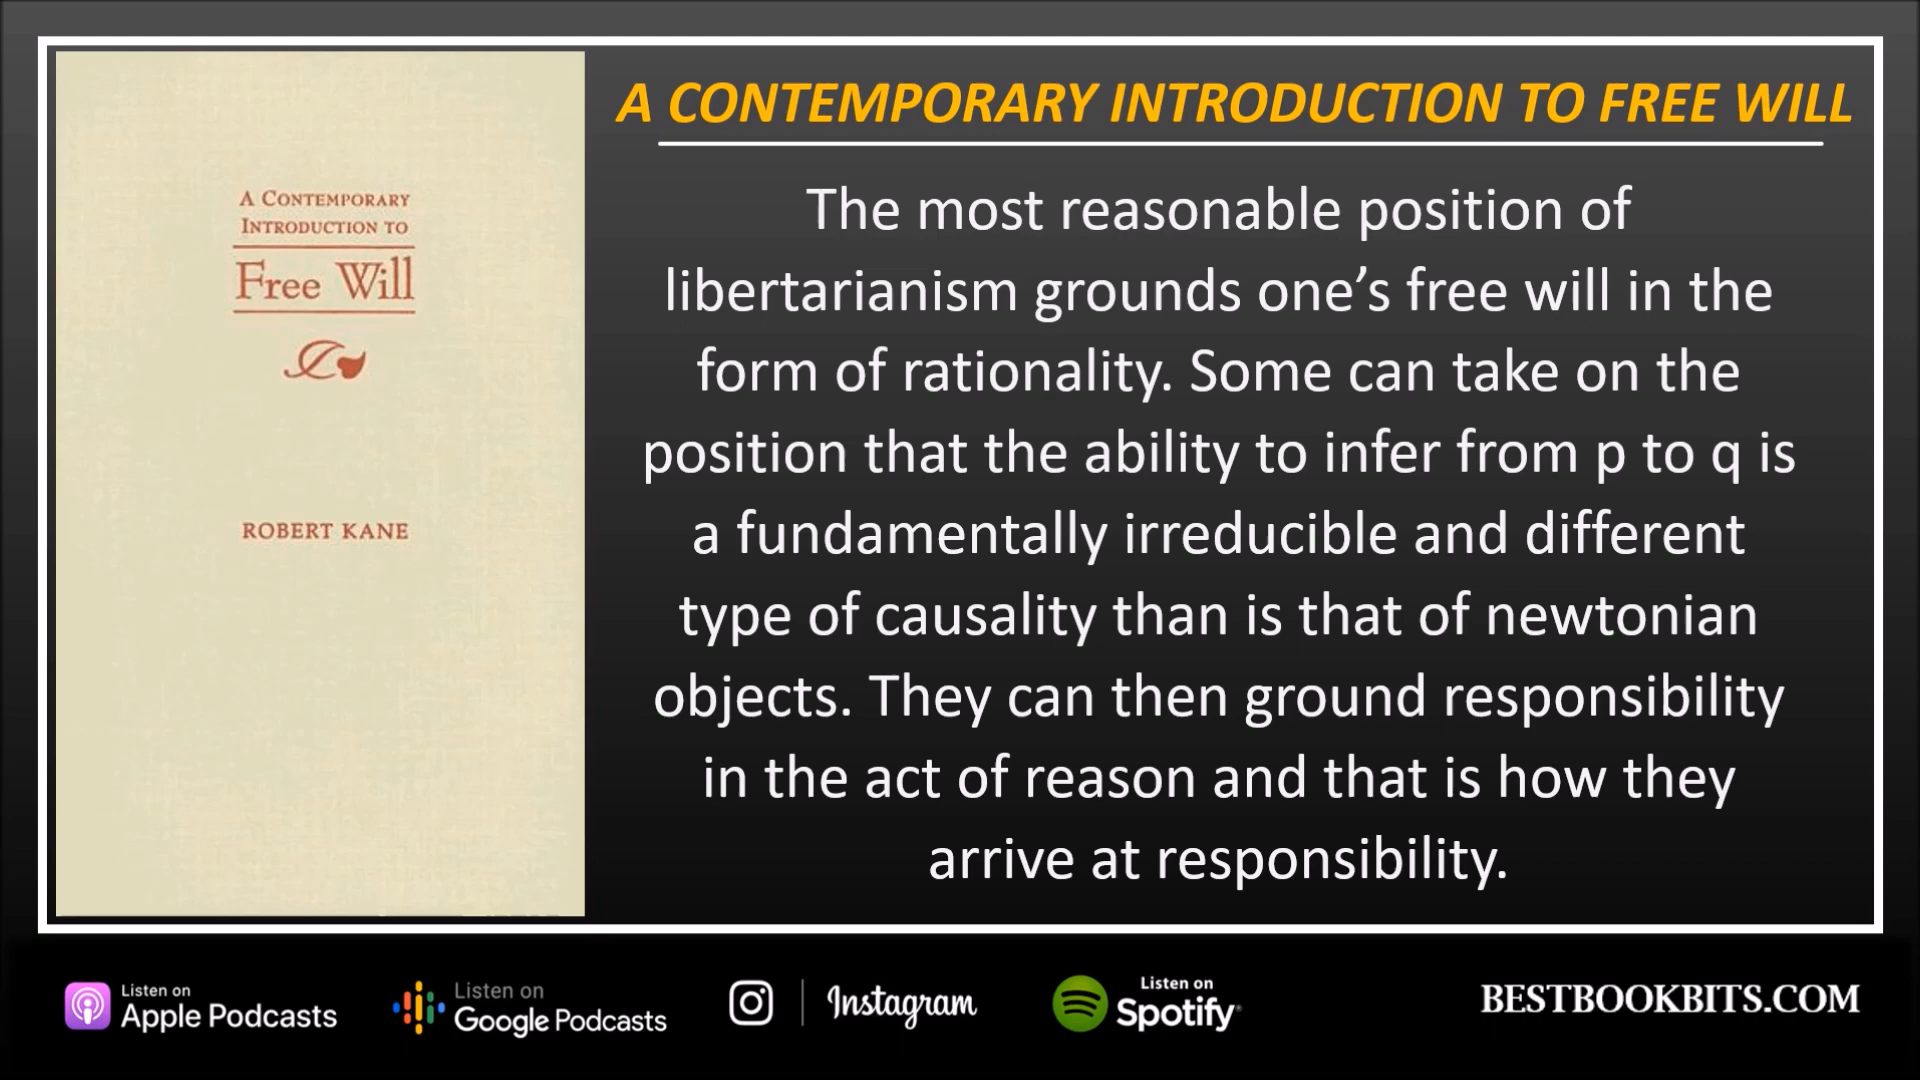 A CONTEMPORARY
INTRODUCTION TO
Free Will
ROBERT KANE
A CONTEMPORARY INTRODUCTION TO FREE WILL
The most reasonable position of
libertarianism grounds one’s free will in the
form of rationality. Some can take on the
position that the ability to infer from p to q is
a fundamentally irreducible and different
type of causality than is that of newtonian
objects. They can then ground responsibility
in the act of reason and that is how they
arrive at responsibility.
Listen on
Apple Podcasts
Listen on
Google Podcasts
Instagram
Listen on
Spotify
BESTBOOKBITS.COM